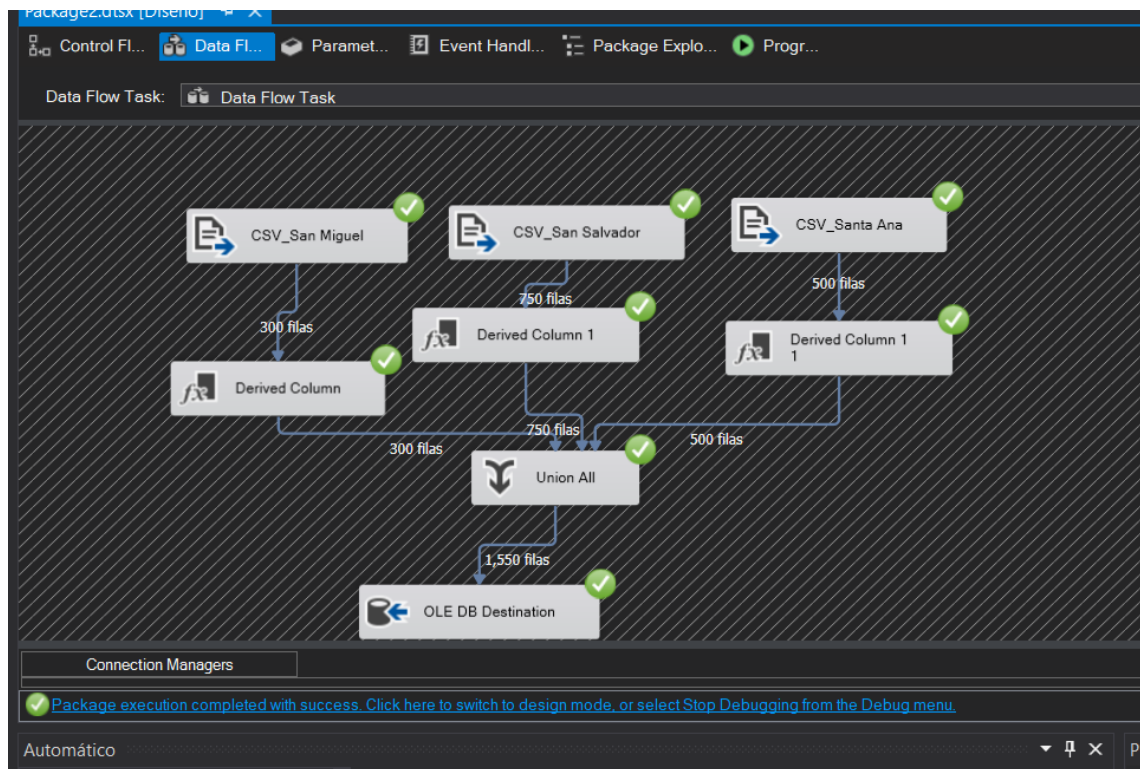 Package2.dtsx [Diseño]
Control Fl... Data Fl... Paramet... Event Handl... Package Explo... Progr...
Data Flow Task: Data Flow Task
CSV_San Miguel
CSV_San Salvador
CSV_Santa Ana
300 filas
750 filas
500 filas
Derived Column
Derived Column 1
Derived Column 1
1
300 filas
750 filas
500 filas
Union All
1,550 filas
OLE DB Destination
Connection Managers
Package execution completed with success. Click here to switch to design mode, or select Stop Debugging from the Debug menu.
Automático
P